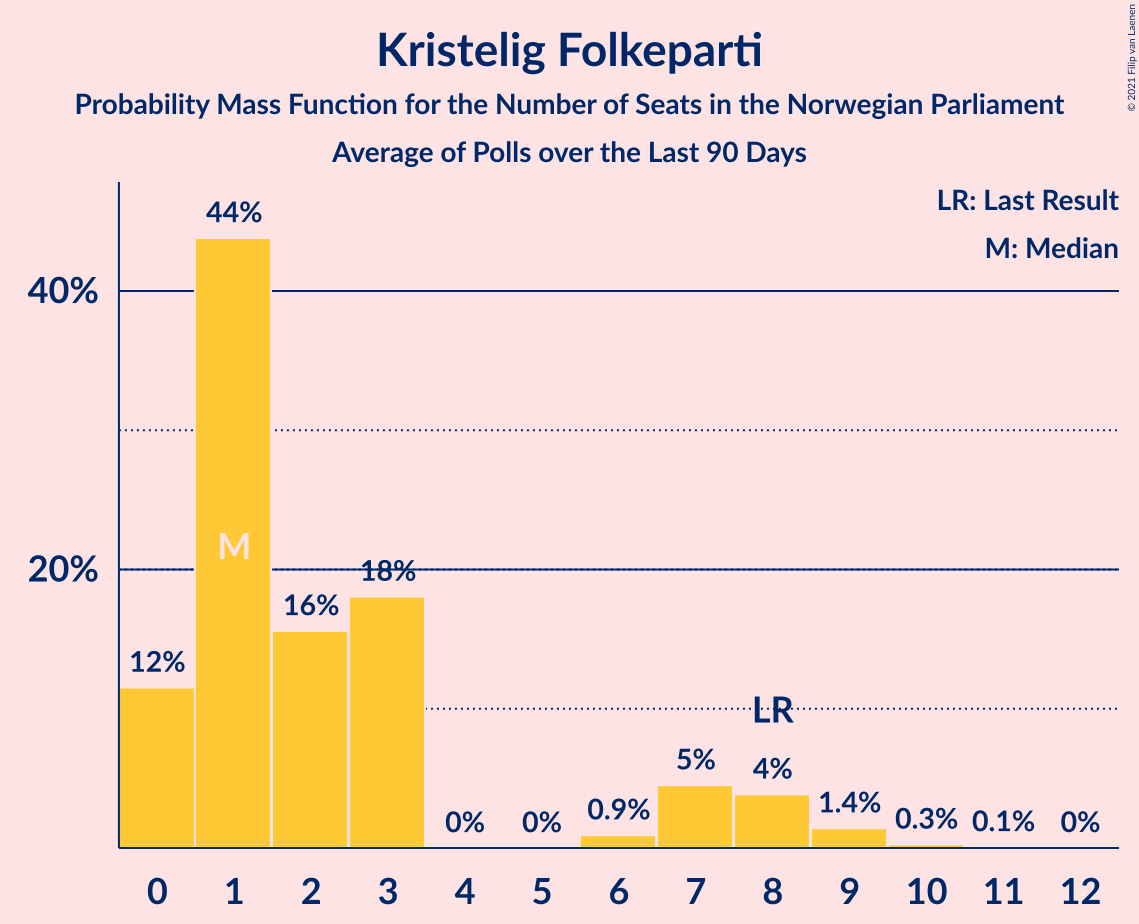 Kristelig Folkeparti
Probability Mass Function for the Number of Seats in the Norwegian Parliament
Average of Polls over the Last 90 Days
© 2021 Filip van Laenen
LR: Last Result
M: Median
40%
20%
44%
M
18%
16%
12%
LR
5%
4%
1.4%
0.9%
0.3%
0.1%
0%
0%
0%
0 1 2 3 4 5 6 7 8 9 10 11 12